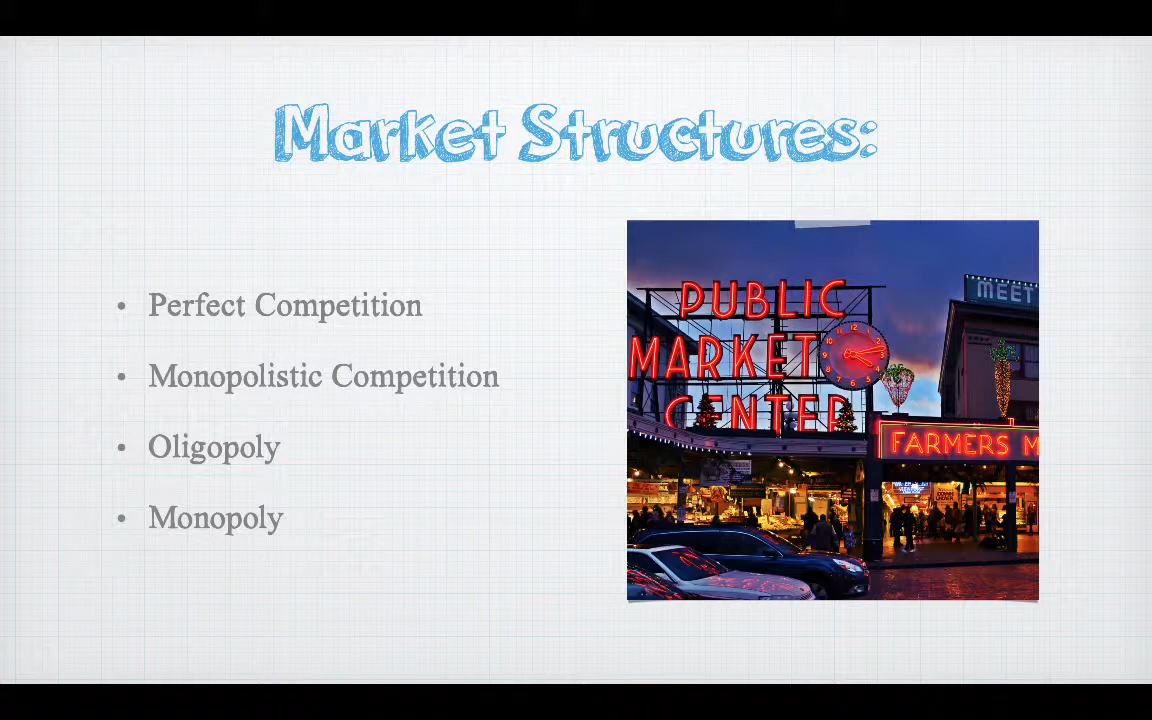 Market Structures:
• Perfect Competition
• Monopolistic Competition
• Oligopoly
• Monopoly
PUBLIC
MARKET
CENTER
MEET
FARMERS M